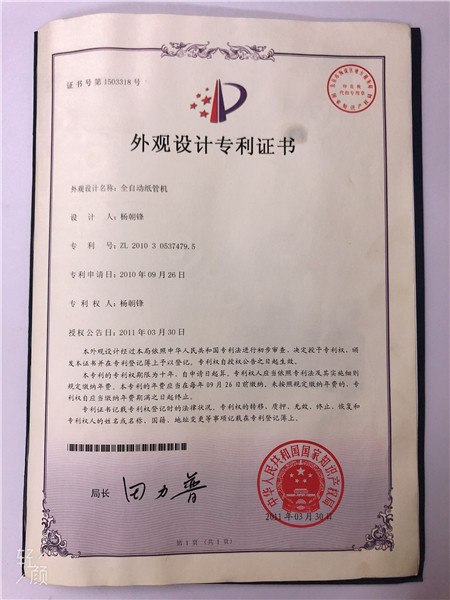 证书号第1503318号
外观设计专利证书
外观设计名称：全自动纸管机
设 计 人：杨朝锋
专 利 号：ZL 2010 3 0537479.5
专利申请日：2010年09月26日
专利权人：杨朝锋
授权公告日：2011年03月30日
本外观设计经过本局依照中华人民共和国专利法进行初步审查，决定授予专利权，颁
发本证书并在专利登记簿上予以登记。专利权自授权公告之日起生效。
本专利的专利权期限为十年，自申请日起算。专利权人应当依照专利法及其实施细则
规定缴纳年费。本专利的年费应当在每年09月26日前缴纳。未按照规定缴纳年费的，专利
权自应当缴纳年费期满之日起终止。
专利证书记载专利权登记时的法律状况。专利权的转移、质押、无效、终止、恢复和
专利权人的姓名或名称、国籍、地址变更等事项记载在专利登记簿上。
局长 田力普
中华人民共和国国家知识产权局
2011年03月30日
第1页（共1页）
轻颜